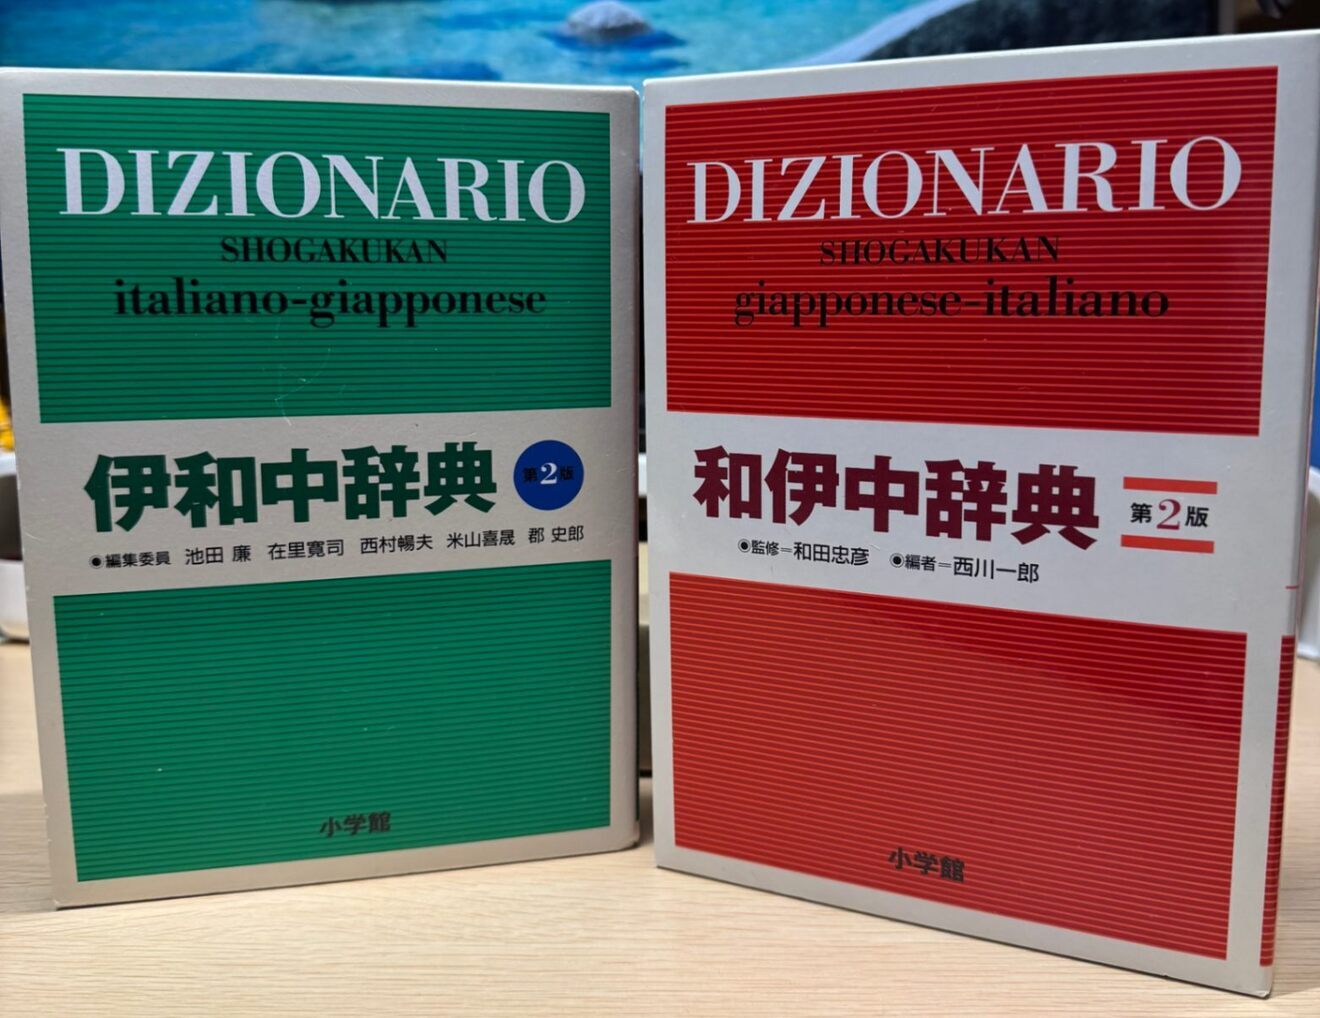 DIZIONARIO
SHOGAKUKAN
italiano-giapponese
伊和中辞典 第2版
◉編集委員 池田 廉 在里寛司 西村暢夫 米山喜晟 郡 史郎
小学館
DIZIONARIO
SHOGAKUKAN
giapponese-italiano
和伊中辞典 第2版
◉監修=和田忠彦 ◉編者=西川一郎
小学館